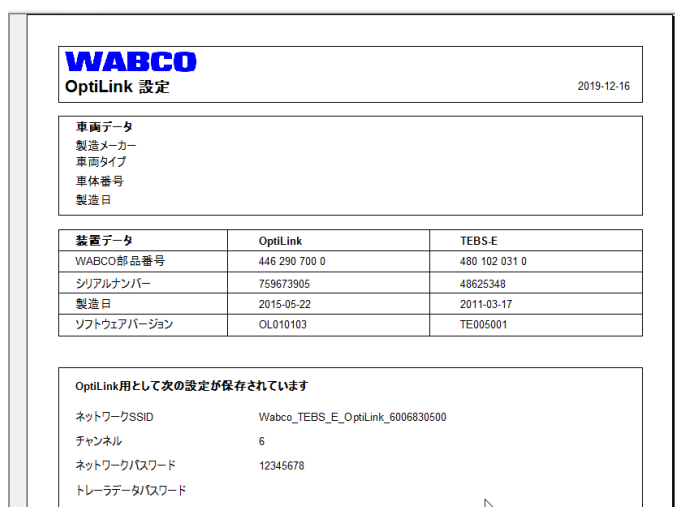 WABCO
OptiLink 設定 2019-12-16
車両データ
製造メーカー
車両タイプ
車体番号
製造日
装置データ OptiLink TEBS-E
WABCO部品番号 446 290 700 0 480 102 031 0
シリアルナンバー 759673905 48625348
製造日 2015-05-22 2011-03-17
ソフトウェアバージョン OL010103 TE005001
OptiLink用として次の設定が保存されています
ネットワークSSID Wabco_TEBS_E_OptiLink_6006830500
チャンネル 6
ネットワークパスワード 12345678
トレーラデータパスワード